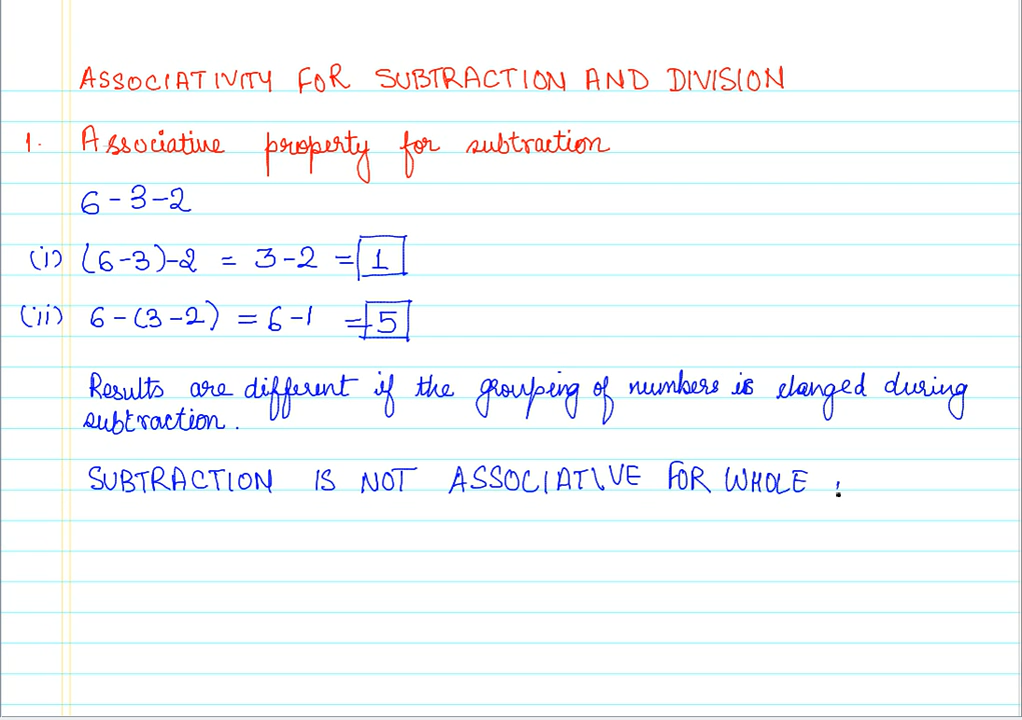 ASSOCIATIVITY FOR SUBTRACTION AND DIVISION
1. Associative property for subtraction
6-3-2
(i) (6-3)-2 = 3-2 = 1
(ii) 6-(3-2) = 6-1 = 5
Results are different if the grouping of numbers is changed during
subtraction.
SUBTRACTION IS NOT ASSOCIATIVE FOR WHOLE